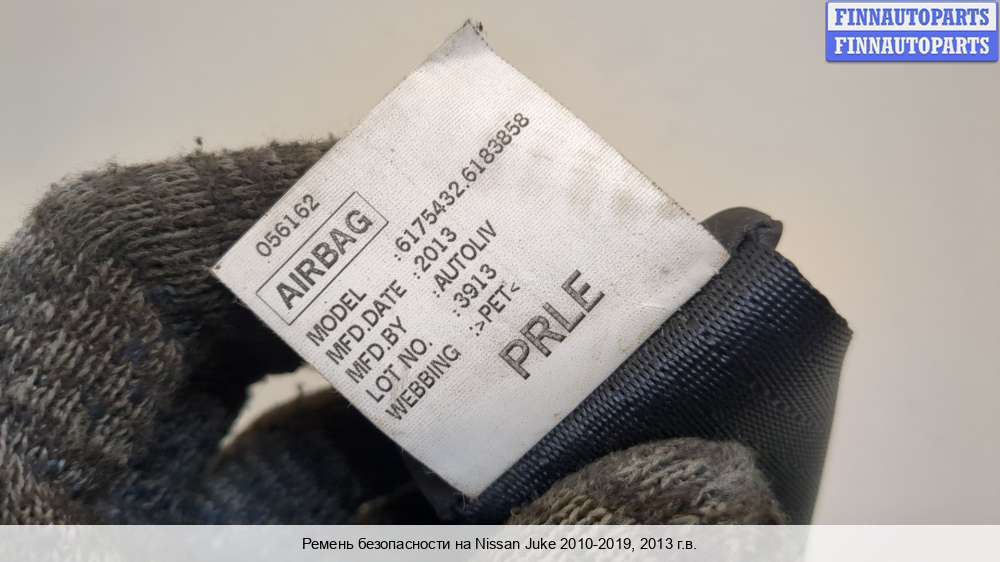 FINNAUTOPARTS
FINNAUTOPARTS
056162
AIRBAG
MODEL :6175432.6183858
MFD.DATE :2013
MFD.BY :AUTOLIV
LOT NO. :3913
WEBBING :>PET<
PRLE
Ремень безопасности на Nissan Juke 2010-2019, 2013 г.в.